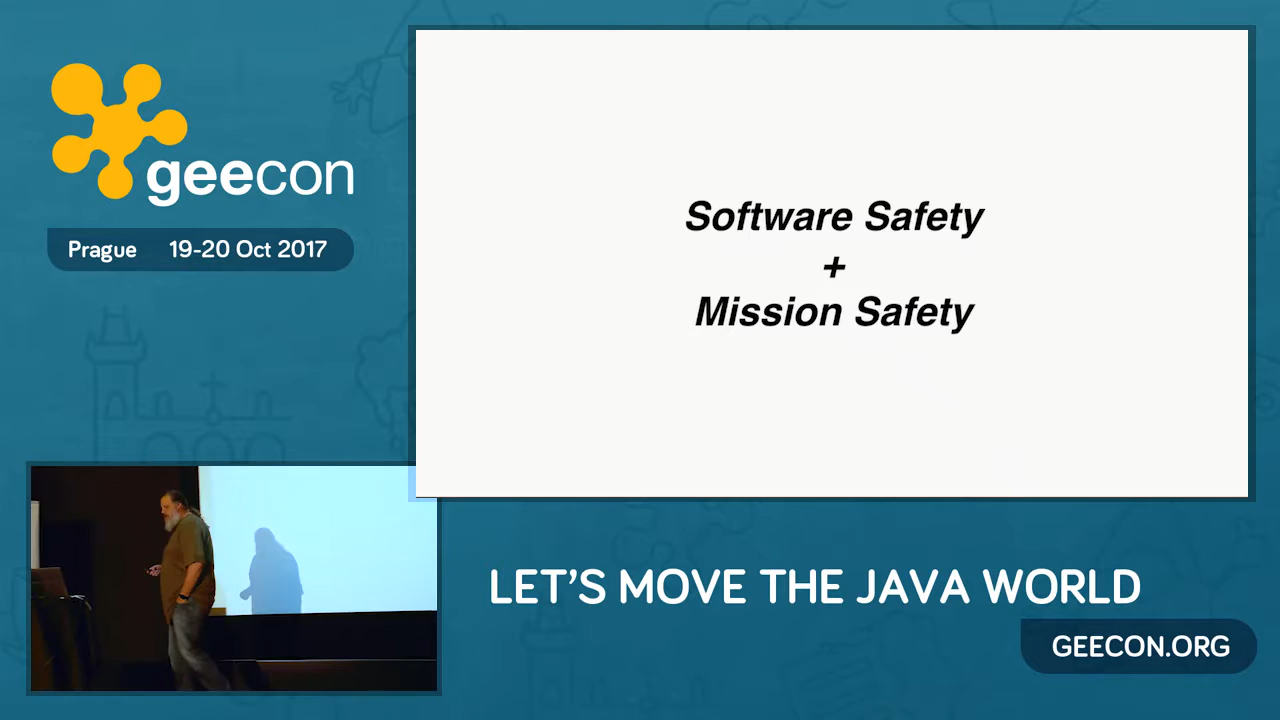 geecon
Prague 19-20 Oct 2017
Software Safety
+
Mission Safety
LET'S MOVE THE JAVA WORLD
GEECON.ORG